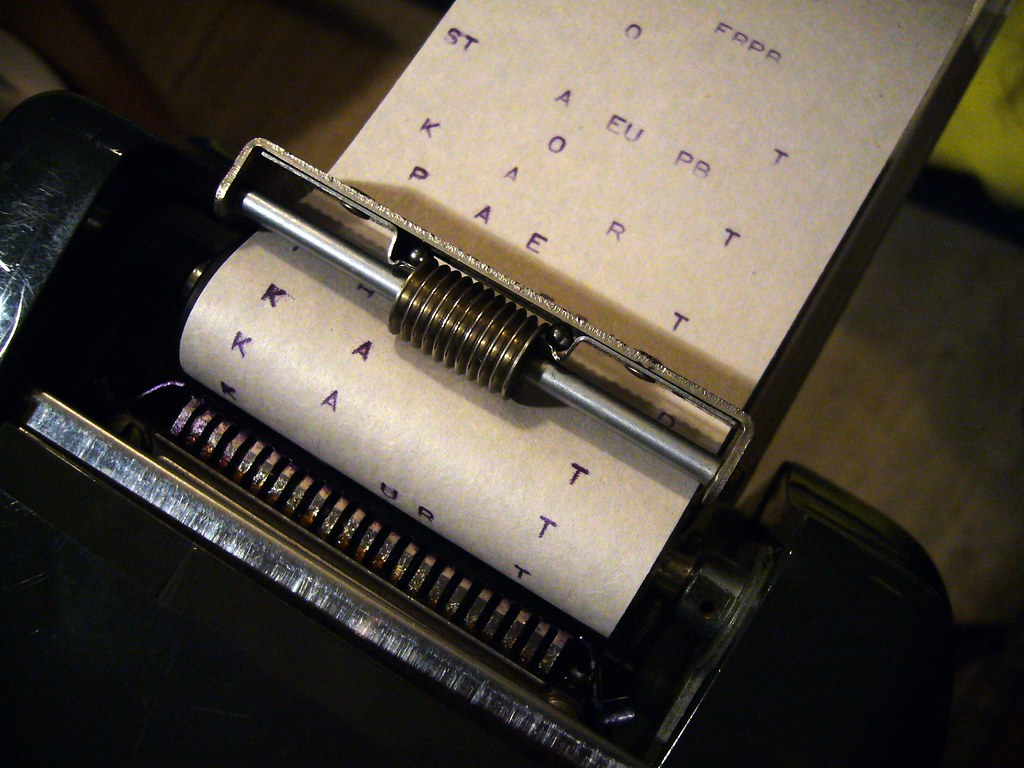 FRPB
O
T
ST A EU PB
O T
K A R T
P A E T
K A T
K A T
K U R T